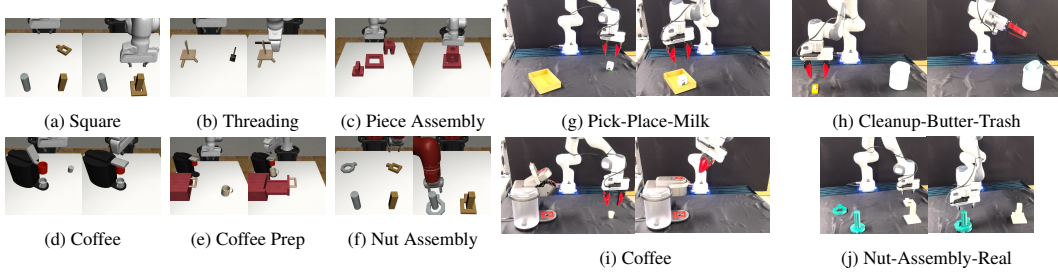 (a) Square
(b) Threading
(c) Piece Assembly
(g) Pick-Place-Milk
(h) Cleanup-Butter-Trash
(d) Coffee
(e) Coffee Prep
(f) Nut Assembly
(i) Coffee
(j) Nut-Assembly-Real